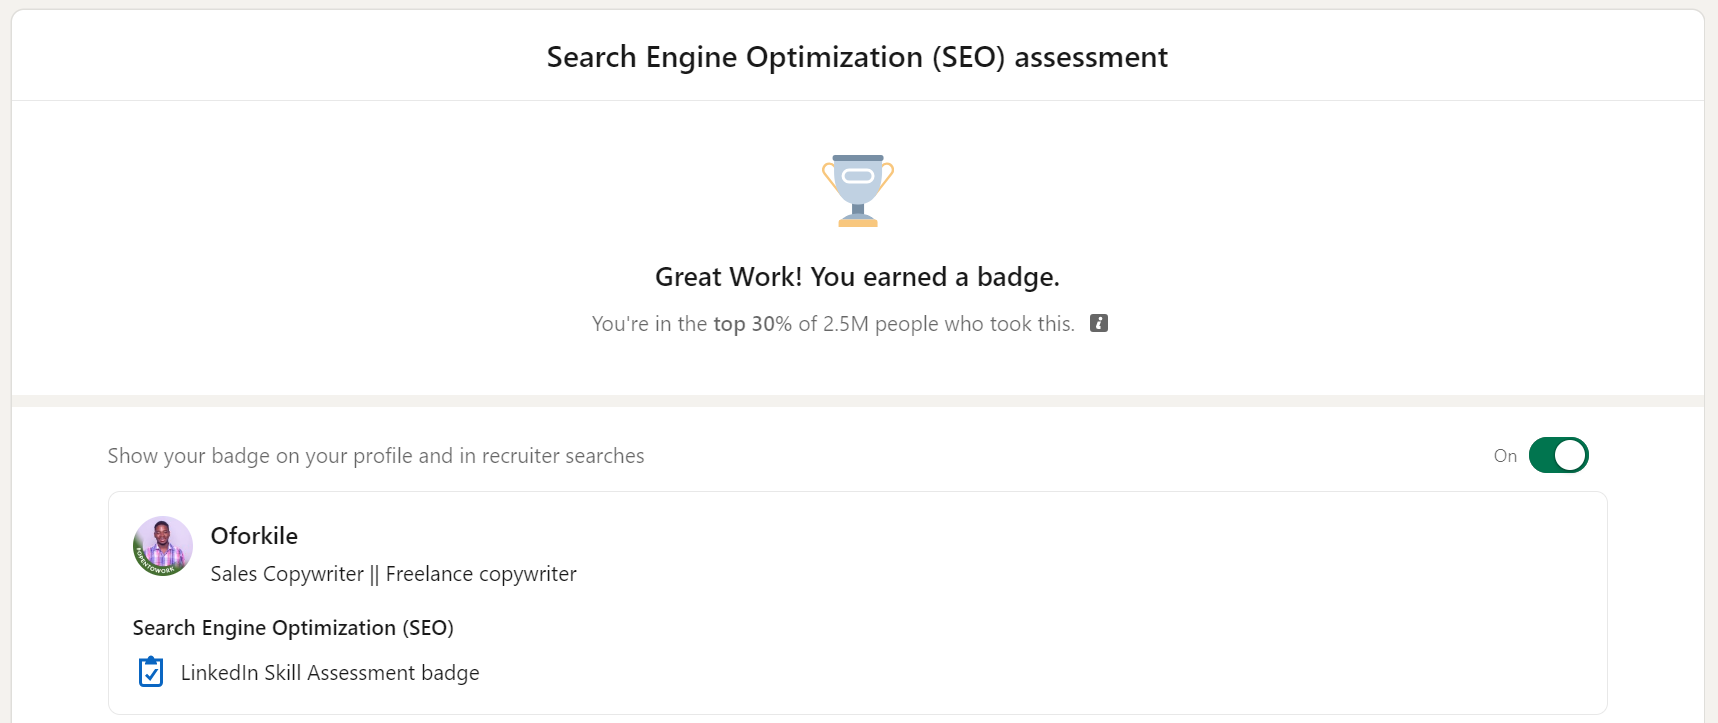 Search Engine Optimization (SEO) assessment
Great Work! You earned a badge.
You're in the top 30% of 2.5M people who took this.
Show your badge on your profile and in recruiter searches
On
#OPENTOWORK
Oforkile
Sales Copywriter || Freelance copywriter
Search Engine Optimization (SEO)
LinkedIn Skill Assessment badge